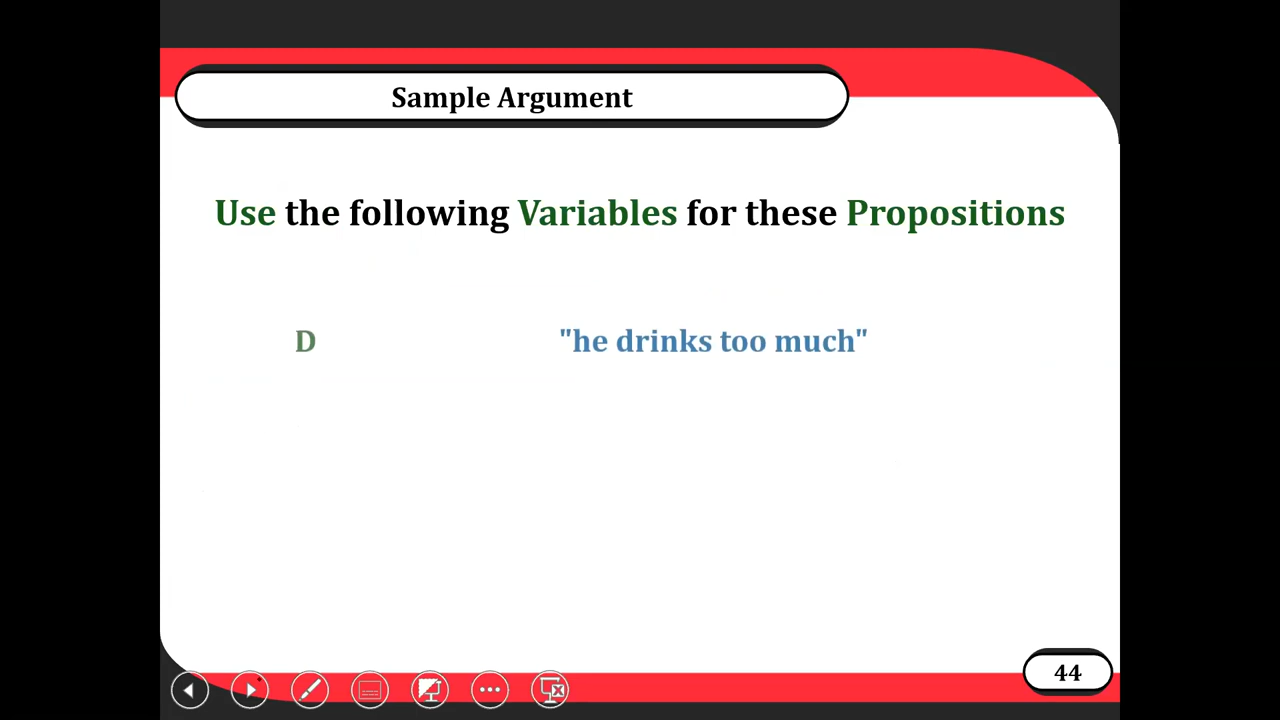 Sample Argument
Use the following Variables for these Propositions
D "he drinks too much"
44